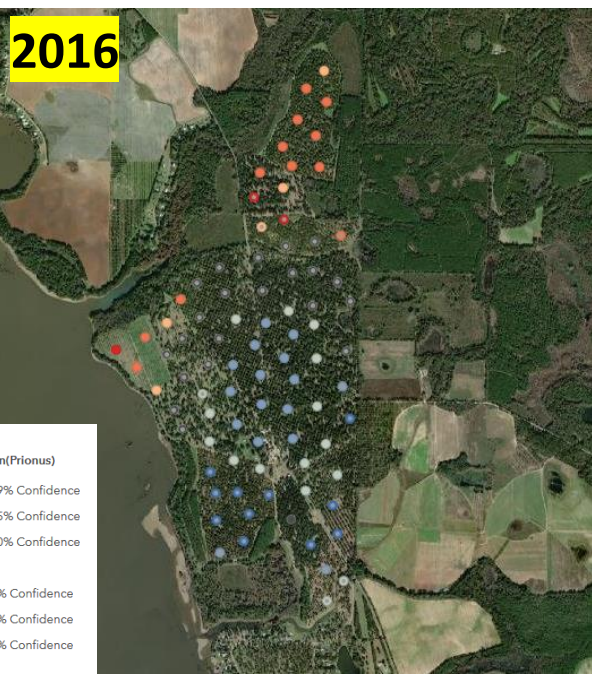 2016
n(Prionus)
9% Confidence
5% Confidence
0% Confidence
% Confidence
% Confidence
% Confidence